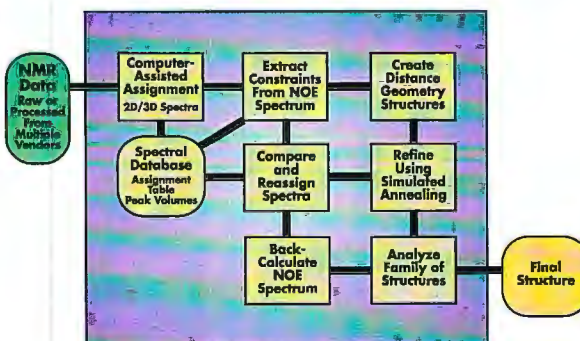 NMR
Data
Raw or
Processed
From
Multiple
Vendors
Computer-
Assisted
Assignment
2D/3D Spectra
Extract
Constraints
From NOE
Spectrum
Create
Distance
Geometry
Structures
Spectral
Database
Assignment
Table
Peak Volumes
Compare
and
Reassign
Spectra
Refine
Using
Simulated
Annealing
Back-
Calculate
NOE
Spectrum
Analyze
Family of
Structures
Final
Structure